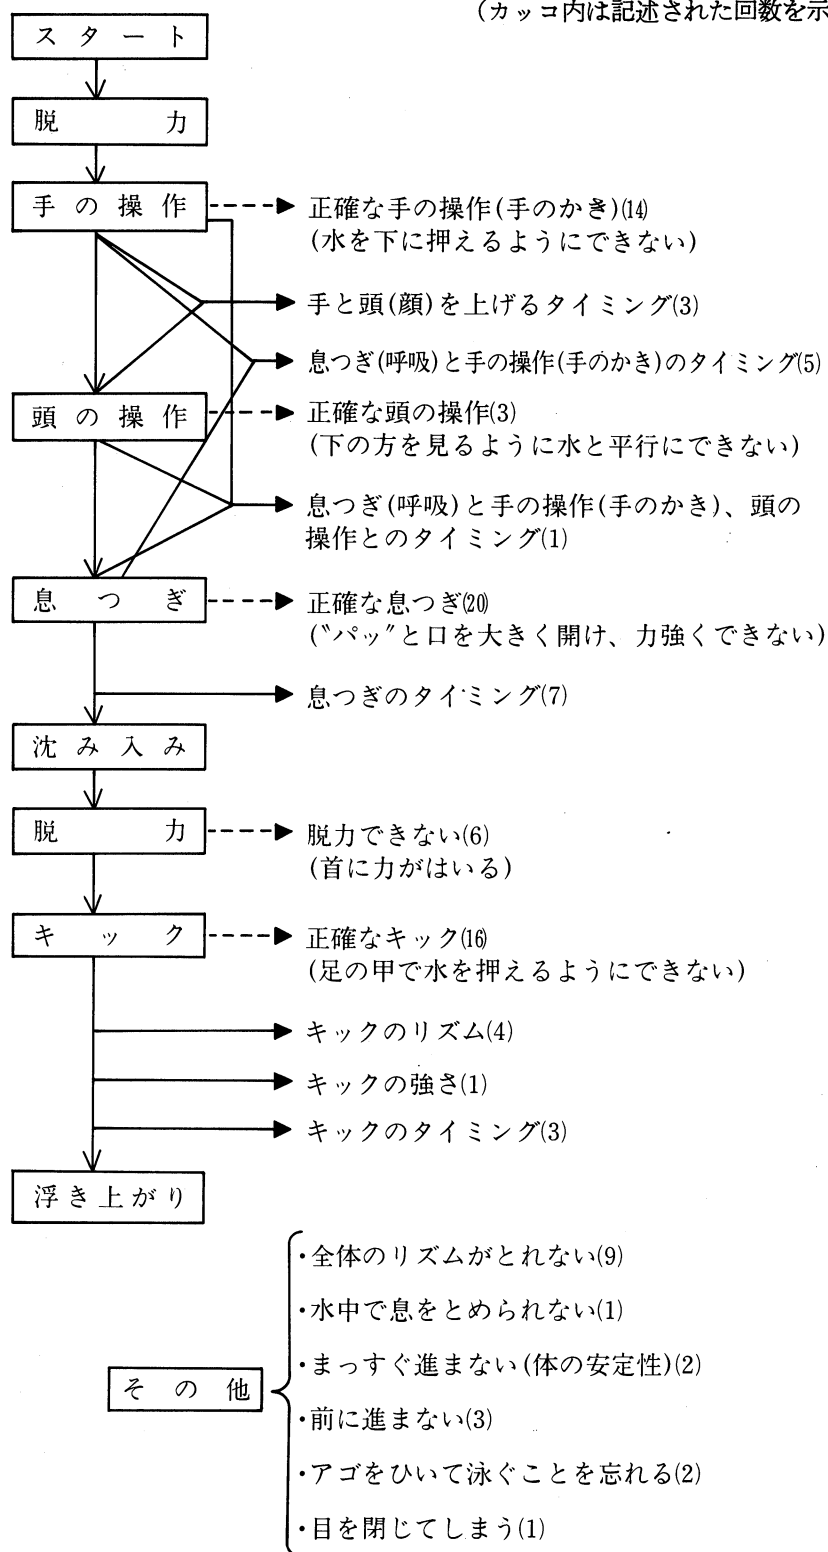 (カッコ内は記述された回数を示
スタート
脱力
手の操作
正確な手の操作(手のかき)(14)
(水を下に押えるようにできない)
手と頭(顔)を上げるタイミング(3)
息つぎ(呼吸)と手の操作(手のかき)のタイミング(5)
頭の操作
正確な頭の操作(3)
(下の方を見るように水と平行にできない)
息つぎ(呼吸)と手の操作(手のかき)、頭の
操作とのタイミング(1)
息つぎ
正確な息つぎ(20)
(〝パッ〟と口を大きく開け、力強くできない)
息つぎのタイミング(7)
沈み入み
脱力
脱力できない(6)
(首に力がはいる)
キック
正確なキック(16)
(足の甲で水を押えるようにできない)
キックのリズム(4)
キックの強さ(1)
キックのタイミング(3)
浮き上がり
・全体のリズムがとれない(9)
・水中で息をとめられない(1)
・まっすぐ進まない(体の安定性)(2)
その他
・前に進まない(3)
・アゴをひいて泳ぐことを忘れる(2)
・目を閉じてしまう(1)